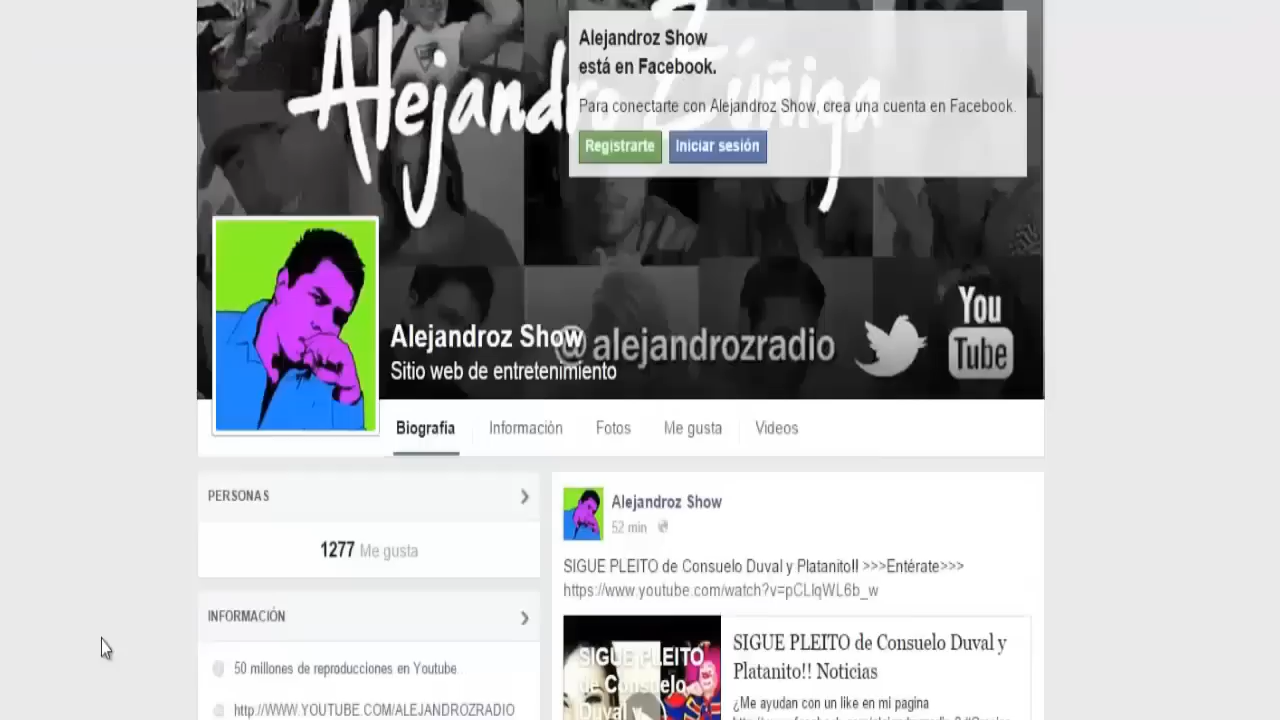 Alejandro Zúñiga
Alejandroz Show
está en Facebook.
Para conectarte con Alejandroz Show, crea una cuenta en Facebook.
Registrarte Iniciar sesión
@alejandrozradio
You
Tube
Alejandroz Show
Sitio web de entretenimiento
Biografia Información Fotos Me gusta Videos
PERSONAS
1277 Me gusta
INFORMACIÓN
50 millones de reproducciones en Youtube
http://WWW.YOUTUBE.COM/ALEJANDROZRADIO
Alejandroz Show
52 min
SIGUE PLEITO de Consuelo Duval y Platanito!! >>>Entérate>>>
https://www.youtube.com/watch?v=pCLIqWL6b_w
SIGUE PLEITO
de Consuelo
Duval y
SIGUE PLEITO de Consuelo Duval y
Platanito!! Noticias
¿Me ayudan con un like en mi pagina